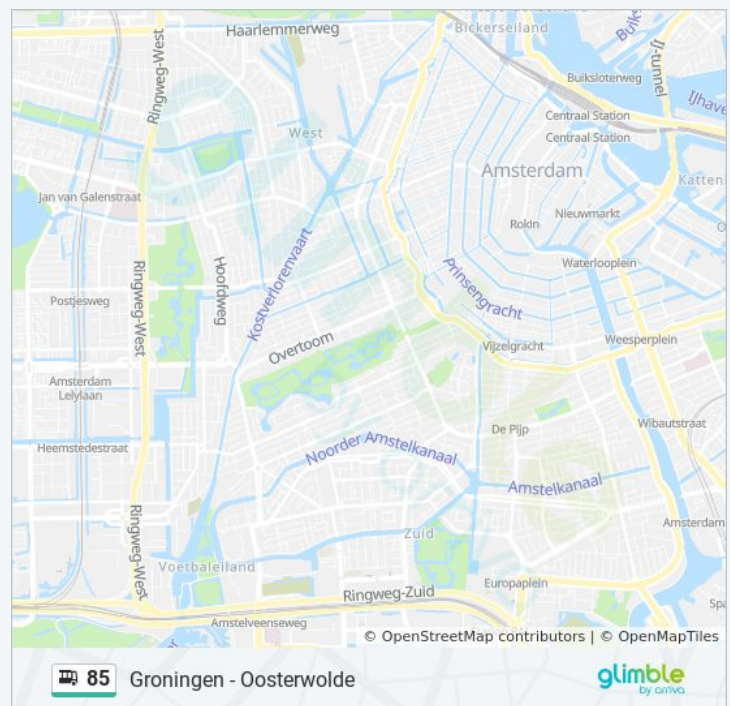 Haarlemmerweg
Bickerseiland
Buiks
IJ-tunnel
Ringweg-West
Buiksloterweg
IJhave
Centraal Station
Centraal Station
West
Amsterdam
Katten
Jan van Galenstraat
Nieuwmarkt
Rokin
O
Waterlooplein
Kostverlorenvaart
Hoofdweg
Ringweg-West
Prinsengracht
Postjesweg
Overtoom
Vijzelgracht
Weesperplein
Amsterdam
Lelylaan
Wibautstraat
De Pijp
Heemstedestraat
Noorder Amstelkanaal
Amstelkanaal
Ringweg-West
Amsterdam
Zuid
Voetbaleiland
Europaplein
Ringweg-Zuid
Spa
Amstelveenseweg
© OpenStreetMap contributors | © OpenMapTiles
85 Groningen - Oosterwolde
glimble
by arriva